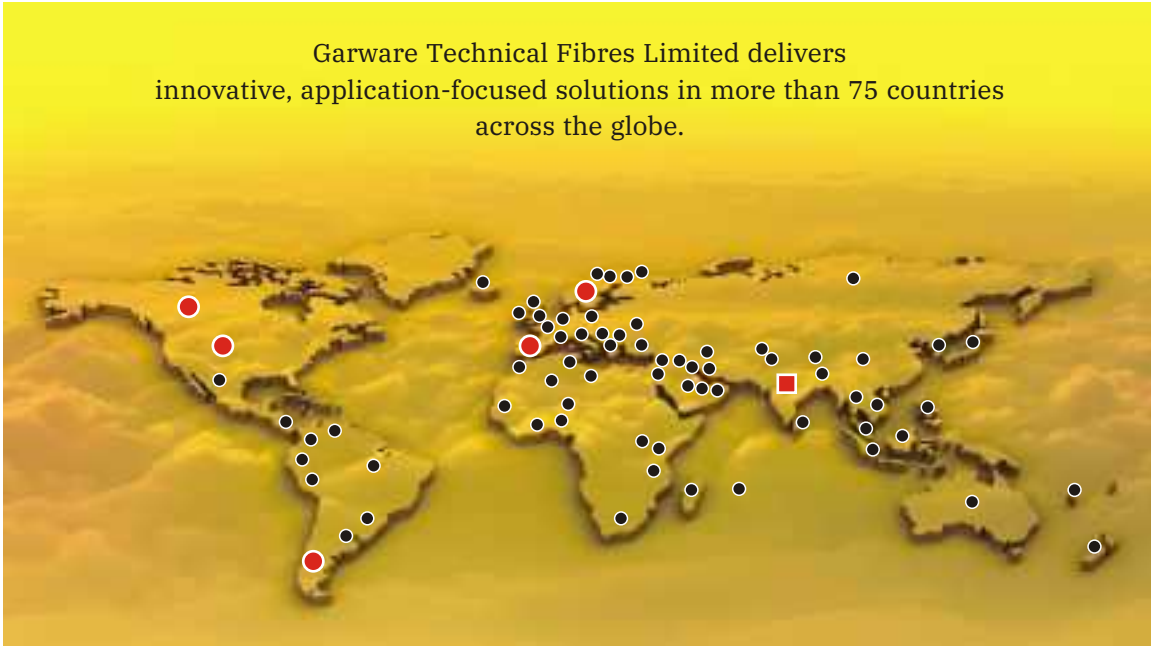 Garware Technical Fibres Limited delivers
innovative, application-focused solutions in more than 75 countries
across the globe.